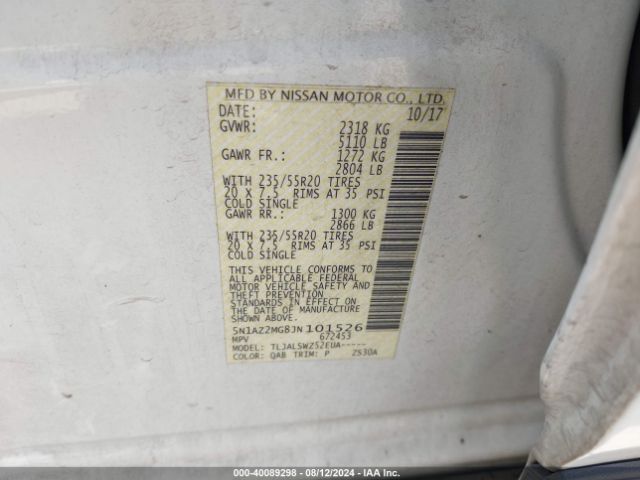 MFD BY NISSAN MOTOR CO., LTD.
DATE: 10/17
GVWR: 2318 KG
5110 LB
GAWR FR.: 1272 KG
2804 LB
WITH 235/55R20 TIRES
20 X 7.5 RIMS AT 35 PSI
COLD SINGLE
GAWR RR.: 1300 KG
2866 LB
WITH 235/55R20 TIRES
20 X 7.5 RIMS AT 35 PSI
COLD SINGLE
THIS VEHICLE CONFORMS TO
ALL APPLICABLE FEDERAL
MOTOR VEHICLE SAFETY AND
THEFT PREVENTION
STANDARDS IN EFFECT ON
THE DATE OF MANUFACTURE
SHOWN ABOVE.
5N1AZ2MG8JN101526
MPV 672453
MODEL: TLJALSWZ52EUA-----
COLOR: QAB TRIM: P ZS30A
000-40089298 - 08/12/2024 - IAA Inc.